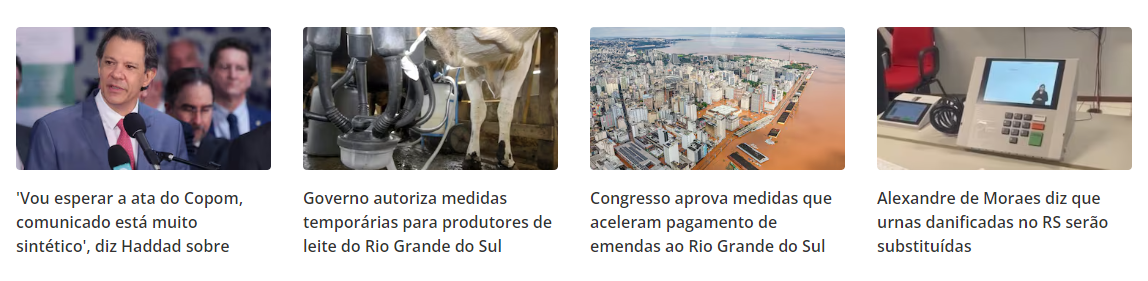 'Vou esperar a ata do Copom,
comunicado está muito
sintético', diz Haddad sobre
Governo autoriza medidas
temporárias para produtores de
leite do Rio Grande do Sul
Congresso aprova medidas que
aceleram pagamento de
emendas ao Rio Grande do Sul
Alexandre de Moraes diz que
urnas danificadas no RS serão
substituídas